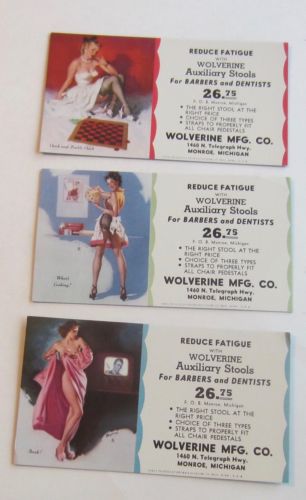 REDUCE FATIGUE
WITH
WOLVERINE
Auxiliary Stools
For BARBERS and DENTISTS
26.75
F. O. B. Monroe, Michigan
• THE RIGHT STOOL AT THE
RIGHT PRICE
• CHOICE OF THREE TYPES
• STRAPS TO PROPERLY FIT
ALL CHAIR PEDESTALS
WOLVERINE MFG. CO.
1460 N. Telegraph Hwy.
MONROE, MICHIGAN
Check and Double Check
REDUCE FATIGUE
WITH
WOLVERINE
Auxiliary Stools
For BARBERS and DENTISTS
26.75
F. O. B. Monroe, Michigan
• THE RIGHT STOOL AT THE
RIGHT PRICE
• CHOICE OF THREE TYPES
• STRAPS TO PROPERLY FIT
ALL CHAIR PEDESTALS
WOLVERINE MFG. CO.
1460 N. Telegraph Hwy.
MONROE, MICHIGAN
What's
Cooking?
REDUCE FATIGUE
WITH
WOLVERINE
Auxiliary Stools
For BARBERS and DENTISTS
26.75
F. O. B. Monroe, Michigan
• THE RIGHT STOOL AT THE
RIGHT PRICE
• CHOICE OF THREE TYPES
• STRAPS TO PROPERLY FIT
ALL CHAIR PEDESTALS
WOLVERINE MFG. CO.
1460 N. Telegraph Hwy.
MONROE, MICHIGAN